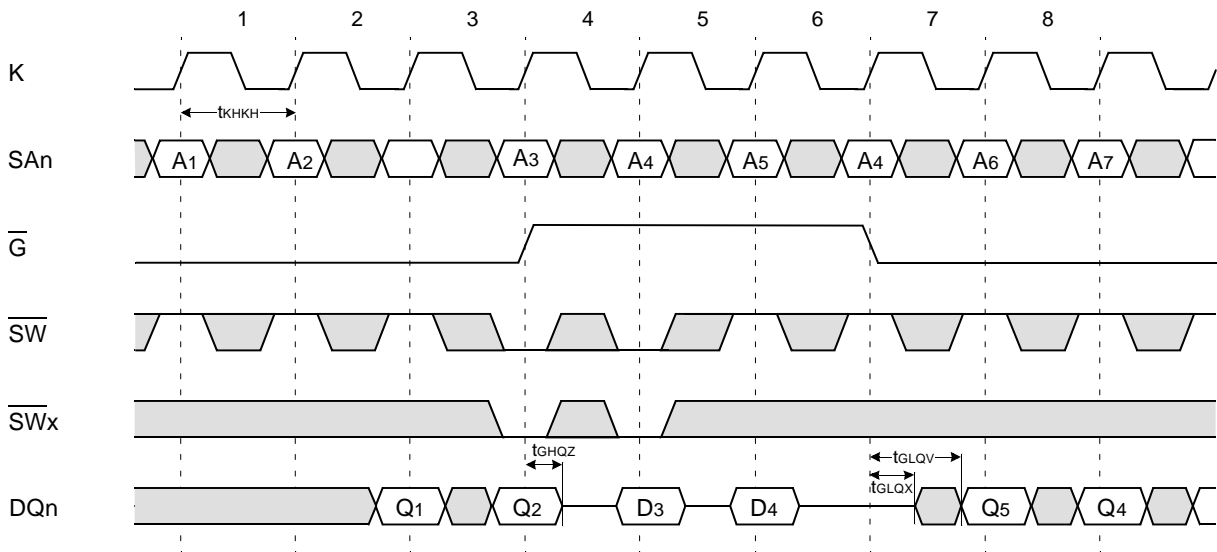 1 2 3 4 5 6 7 8
K
tKHKH
SAn A1 A2 A3 A4 A5 A4 A6 A7
G
SW
SWx
tGHQZ tGLQV
tGLQX
DQn Q1 Q2 D3 D4 Q5 Q4